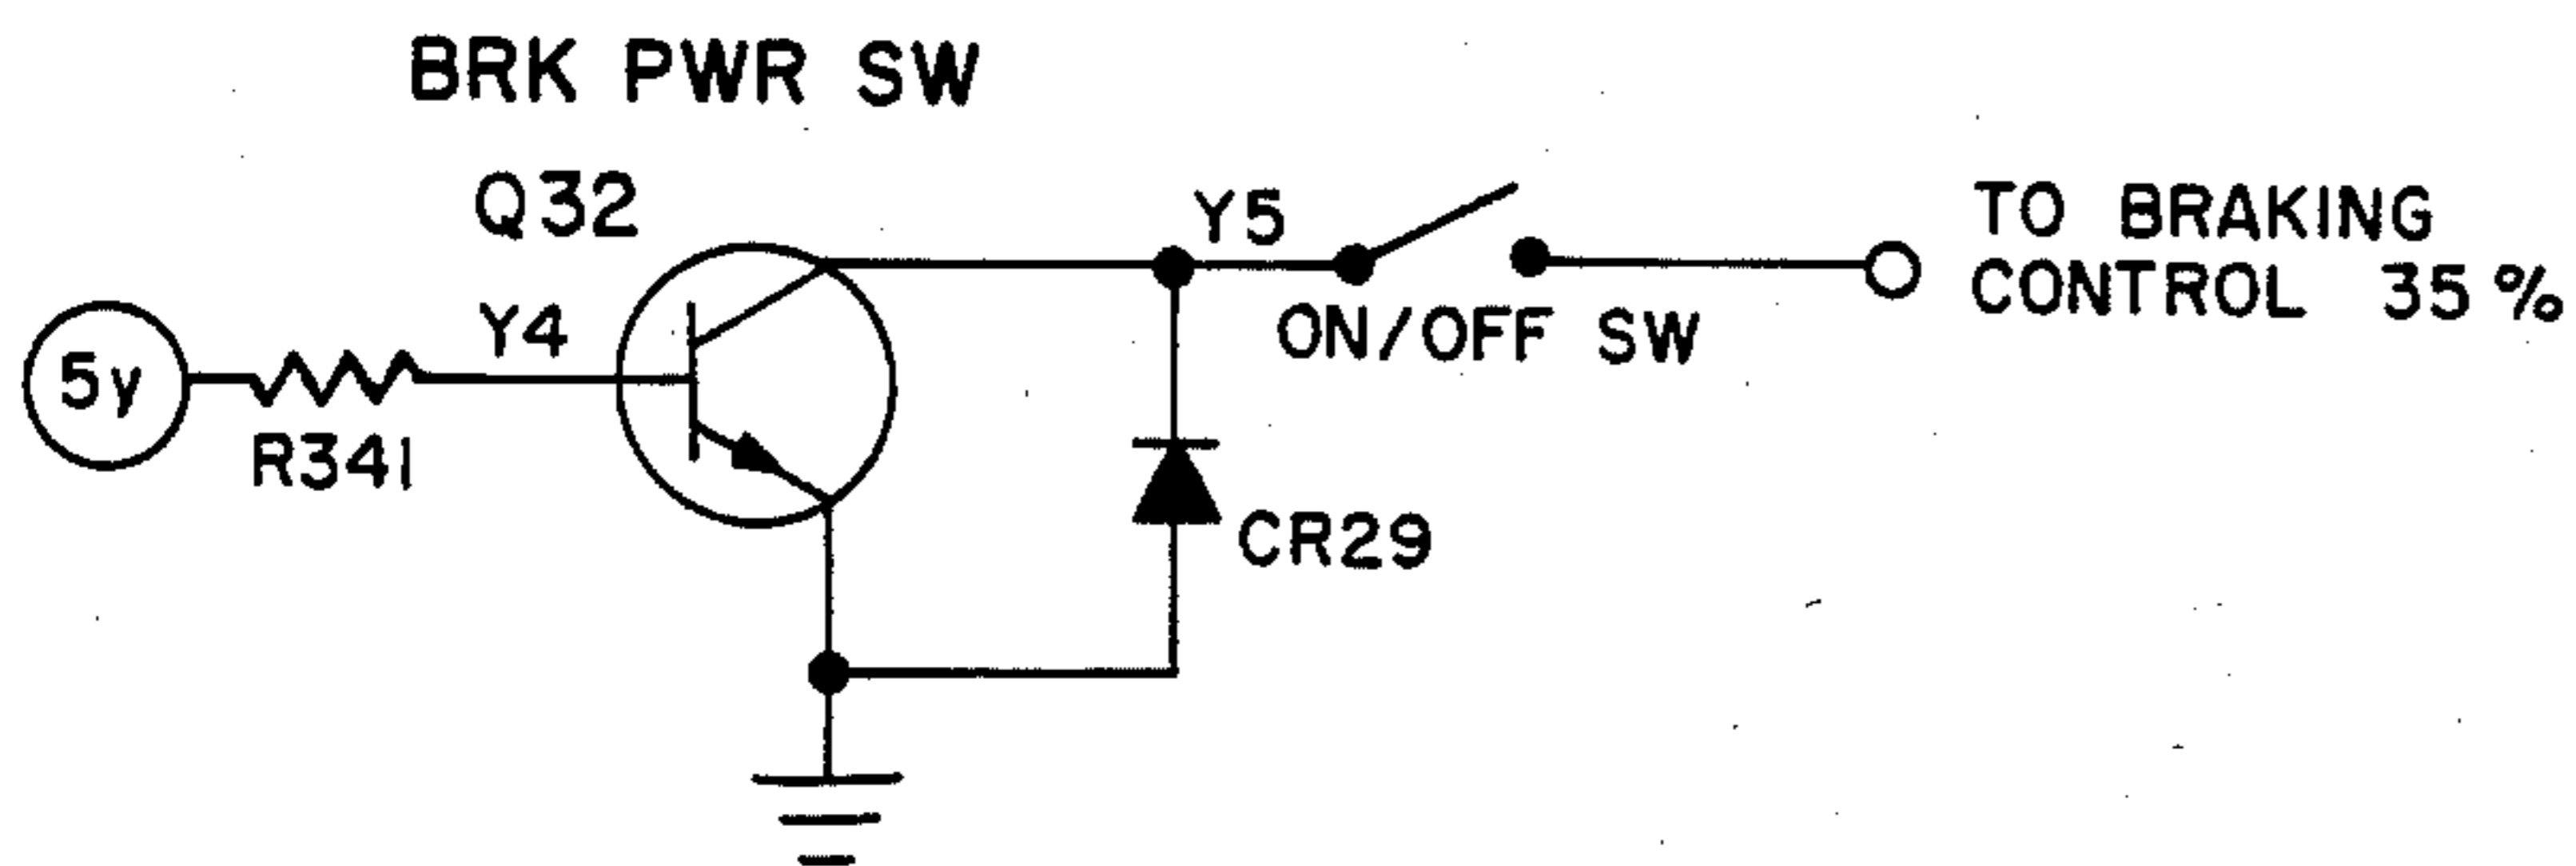 BRK PWR SW
Q32
Y5
TO BRAKING
CONTROL 35%
Y4
ON/OFF SW
5y
R341
CR29